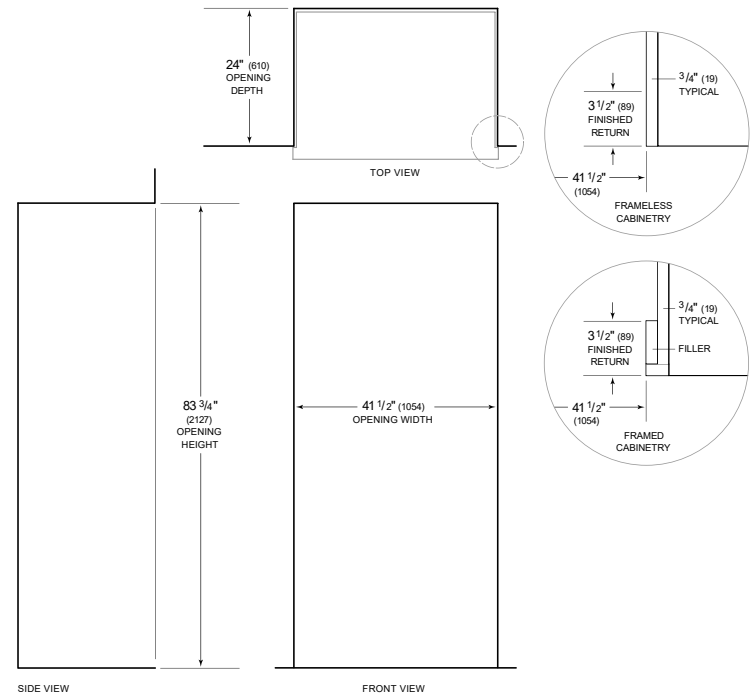 24" (610)
OPENING
DEPTH
TOP VIEW
3/4" (19)
TYPICAL
3 1/2" (89)
FINISHED
RETURN
41 1/2"
(1054)
FRAMELESS
CABINETRY
3/4" (19)
TYPICAL
3 1/2" (89)
FINISHED
RETURN
FILLER
41 1/2"
(1054)
FRAMED
CABINETRY
83 3/4"
(2127)
OPENING
HEIGHT
41 1/2" (1054)
OPENING WIDTH
SIDE VIEW
FRONT VIEW